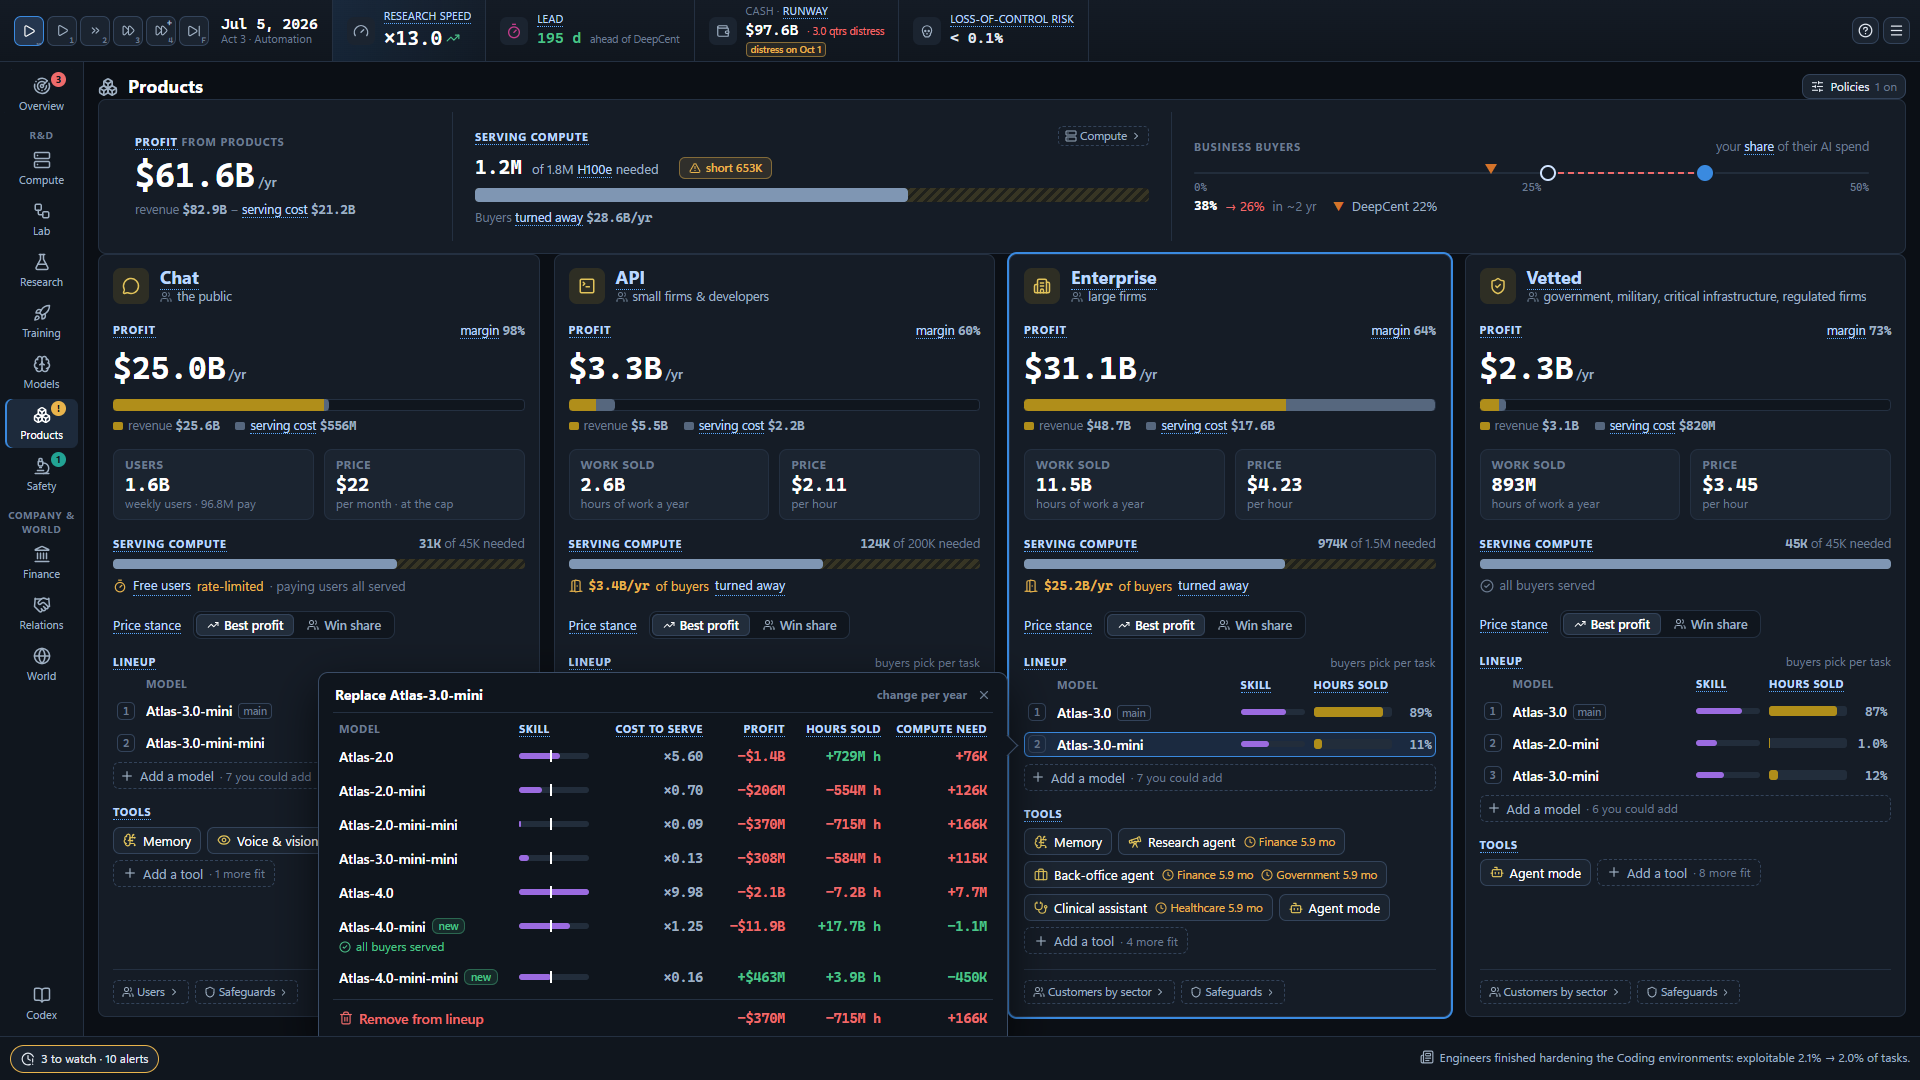 Jul 5, 2026
Act 3 · Automation
RESEARCH SPEED
×13.0
LEAD
195 d ahead of DeepCent
CASH · RUNWAY
$97.6B · 3.0 qtrs distress
distress on Oct 1
LOSS-OF-CONTROL RISK
< 0.1%
1
2
3
4
F
Overview
3
R&D
Compute
Lab
Research
Training
Models
Products
!
Safety
1
COMPANY & WORLD
Finance
Relations
World
Codex
Products
Policies 1 on
PROFIT FROM PRODUCTS
$61.6B /yr
revenue $82.9B – serving cost $21.2B
SERVING COMPUTE
Compute >
1.2M of 1.8M H100e needed
short 653K
Buyers turned away $28.6B/yr
BUSINESS BUYERS
your share of their AI spend
0% 25% 50%
38% → 26% in ~2 yr ▼ DeepCent 22%
Chat
the public
PROFIT margin 98%
$25.0B /yr
revenue $25.6B serving cost $556M
USERS
1.6B
weekly users · 96.8M pay
PRICE
$22
per month · at the cap
SERVING COMPUTE 31K of 45K needed
Free users rate-limited · paying users all served
Price stance Best profit Win share
LINEUP
MODEL
1 Atlas-3.0-mini main
2 Atlas-3.0-mini-mini
+ Add a model · 7 you could add
TOOLS
Memory Voice & vision
+ Add a tool · 1 more fit
Users > Safeguards >
API
small firms & developers
PROFIT margin 60%
$3.3B /yr
revenue $5.5B serving cost $2.2B
WORK SOLD
2.6B
hours of work a year
PRICE
$2.11
per hour
SERVING COMPUTE 124K of 200K needed
$3.4B/yr of buyers turned away
Price stance Best profit Win share
LINEUP buyers pick per task
Replace Atlas-3.0-mini change per year ×
MODEL SKILL COST TO SERVE PROFIT HOURS SOLD COMPUTE NEED
Atlas-2.0 ×5.60 −$1.4B +729M h +76K
Atlas-2.0-mini ×0.70 −$206M −554M h +126K
Atlas-2.0-mini-mini ×0.09 −$370M −715M h +166K
Atlas-3.0-mini-mini ×0.13 −$308M −584M h +115K
Atlas-4.0 ×9.98 −$2.1B −7.2B h +7.7M
Atlas-4.0-mini new ×1.25 −$11.9B +17.7B h −1.1M
all buyers served
Atlas-4.0-mini-mini new ×0.16 +$463M +3.9B h −450K
Remove from lineup −$370M −715M h +166K
Enterprise
large firms
PROFIT margin 64%
$31.1B /yr
revenue $48.7B serving cost $17.6B
WORK SOLD
11.5B
hours of work a year
PRICE
$4.23
per hour
SERVING COMPUTE 974K of 1.5M needed
$25.2B/yr of buyers turned away
Price stance Best profit Win share
LINEUP buyers pick per task
MODEL SKILL HOURS SOLD
1 Atlas-3.0 main 89%
2 Atlas-3.0-mini 11%
+ Add a model · 7 you could add
TOOLS
Memory Research agent Finance 5.9 mo
Back-office agent Finance 5.9 mo Government 5.9 mo
Clinical assistant Healthcare 5.9 mo Agent mode
+ Add a tool · 4 more fit
Customers by sector > Safeguards >
Vetted
government, military, critical infrastructure, regulated firms
PROFIT margin 73%
$2.3B /yr
revenue $3.1B serving cost $820M
WORK SOLD
893M
hours of work a year
PRICE
$3.45
per hour
SERVING COMPUTE 45K of 45K needed
all buyers served
Price stance Best profit Win share
LINEUP buyers pick per task
MODEL SKILL HOURS SOLD
1 Atlas-3.0 main 87%
2 Atlas-2.0-mini 1.0%
3 Atlas-3.0-mini 12%
+ Add a model · 6 you could add
TOOLS
Agent mode + Add a tool · 8 more fit
Customers by sector > Safeguards >
3 to watch · 10 alerts
Engineers finished hardening the Coding environments: exploitable 2.1% → 2.0% of tasks.